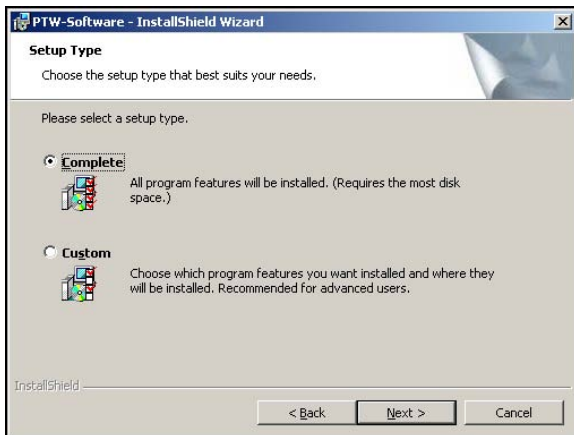 PTW-Software - InstallShield Wizard
Setup Type
Choose the setup type that best suits your needs.
Please select a setup type.
Complete
All program features will be installed. (Requires the most disk
space.)
Custom
Choose which program features you want installed and where they
will be installed. Recommended for advanced users.
InstallShield
< Back
Next >
Cancel